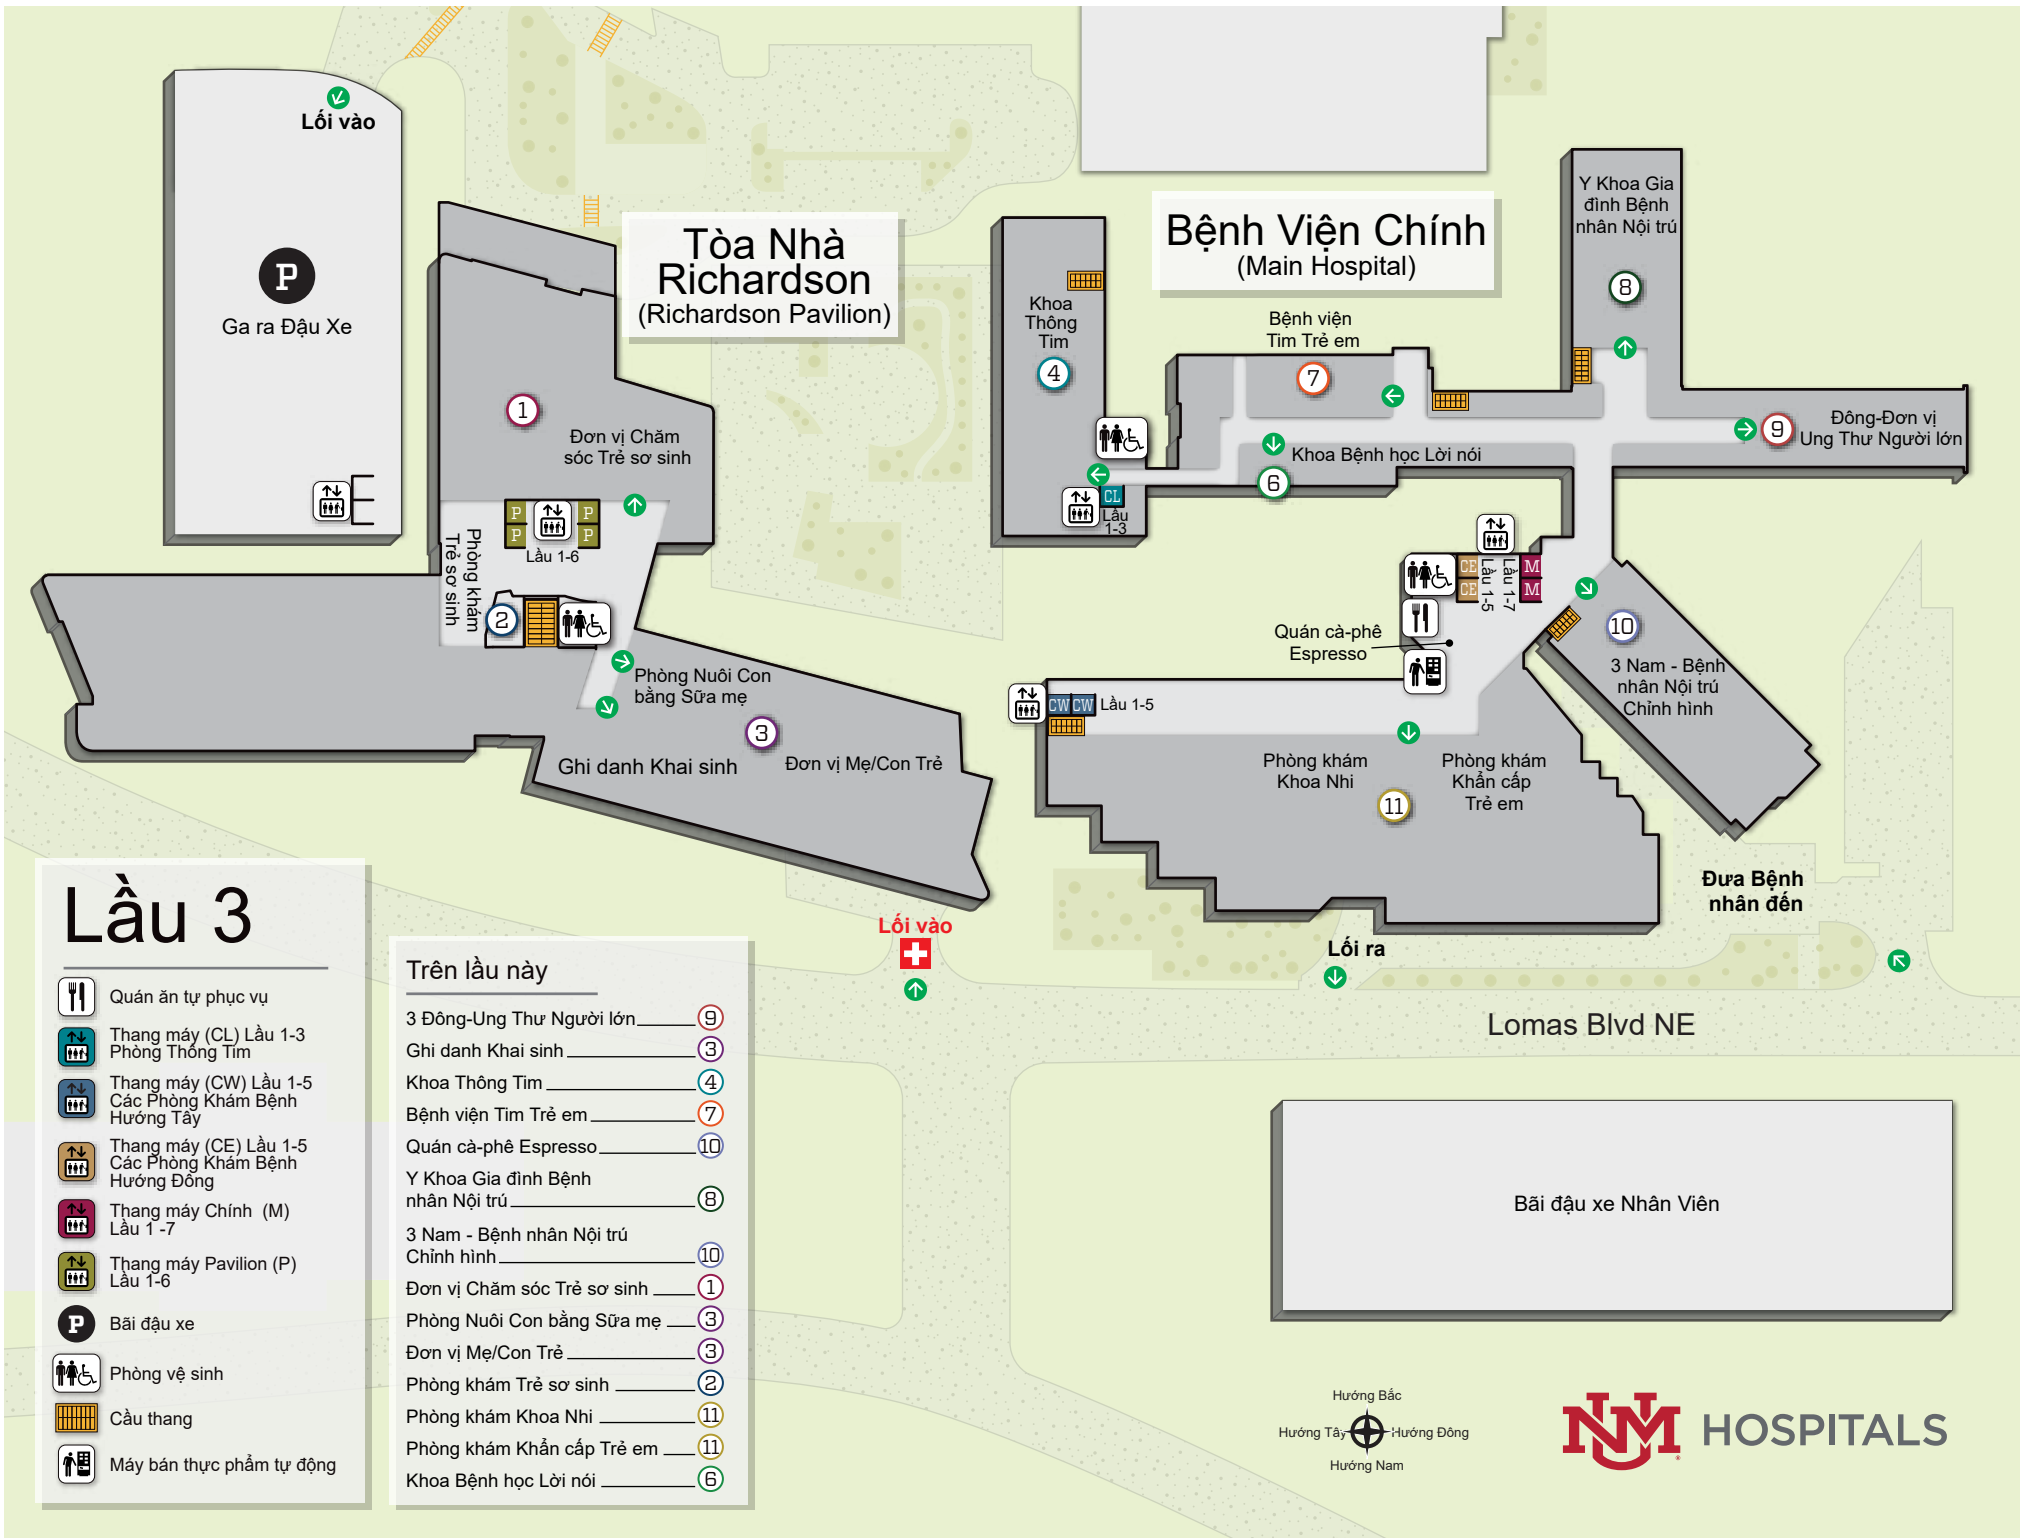 Lối vào
P
Ga ra Đậu Xe
Tòa Nhà
Richardson
(Richardson Pavilion)
Bệnh Viện Chính
(Main Hospital)
1
Đơn vị Chăm
sóc Trẻ sơ sinh
P
P
P
P
Lầu 1-6
Phòng khám
Trẻ sơ sinh
2
Phòng Nuôi Con
bằng Sữa mẹ
3
Ghi danh Khai sinh
Đơn vị Mẹ/Con Trẻ
Khoa
Thông
Tim
4
CL
Lầu
1-3
Bệnh viện
Tim Trẻ em
7
Khoa Bệnh học Lời nói
6
Y Khoa Gia
đình Bệnh
nhân Nội trú
8
9
Đông-Đơn vị
Ung Thư Người lớn
CE
CE
Lầu 1-5
Lầu 1-7
M
M
Quán cà-phê
Espresso
10
3 Nam - Bệnh
nhân Nội trú
Chỉnh hình
CW CW Lầu 1-5
Phòng khám
Khoa Nhi
Phòng khám
Khẩn cấp
Trẻ em
11
Đưa Bệnh
nhân đến
Lối vào
Lối ra
Lomas Blvd NE
Bãi đậu xe Nhân Viên
Lầu 3
Quán ăn tự phục vụ
Thang máy (CL) Lầu 1-3
Phòng Thông Tim
Thang máy (CW) Lầu 1-5
Các Phòng Khám Bệnh
Hướng Tây
Thang máy (CE) Lầu 1-5
Các Phòng Khám Bệnh
Hướng Đông
Thang máy Chính (M)
Lầu 1 -7
Thang máy Pavilion (P)
Lầu 1-6
P Bãi đậu xe
Phòng vệ sinh
Cầu thang
Máy bán thực phẩm tự động
Trên lầu này
3 Đông-Ung Thư Người lớn 9
Ghi danh Khai sinh 3
Khoa Thông Tim 4
Bệnh viện Tim Trẻ em 7
Quán cà-phê Espresso 10
Y Khoa Gia đình Bệnh
nhân Nội trú 8
3 Nam - Bệnh nhân Nội trú
Chỉnh hình 10
Đơn vị Chăm sóc Trẻ sơ sinh 1
Phòng Nuôi Con bằng Sữa mẹ 3
Đơn vị Mẹ/Con Trẻ 3
Phòng khám Trẻ sơ sinh 2
Phòng khám Khoa Nhi 11
Phòng khám Khẩn cấp Trẻ em 11
Khoa Bệnh học Lời nói 6
Hướng Bắc
Hướng Tây
Hướng Đông
Hướng Nam
UNM HOSPITALS